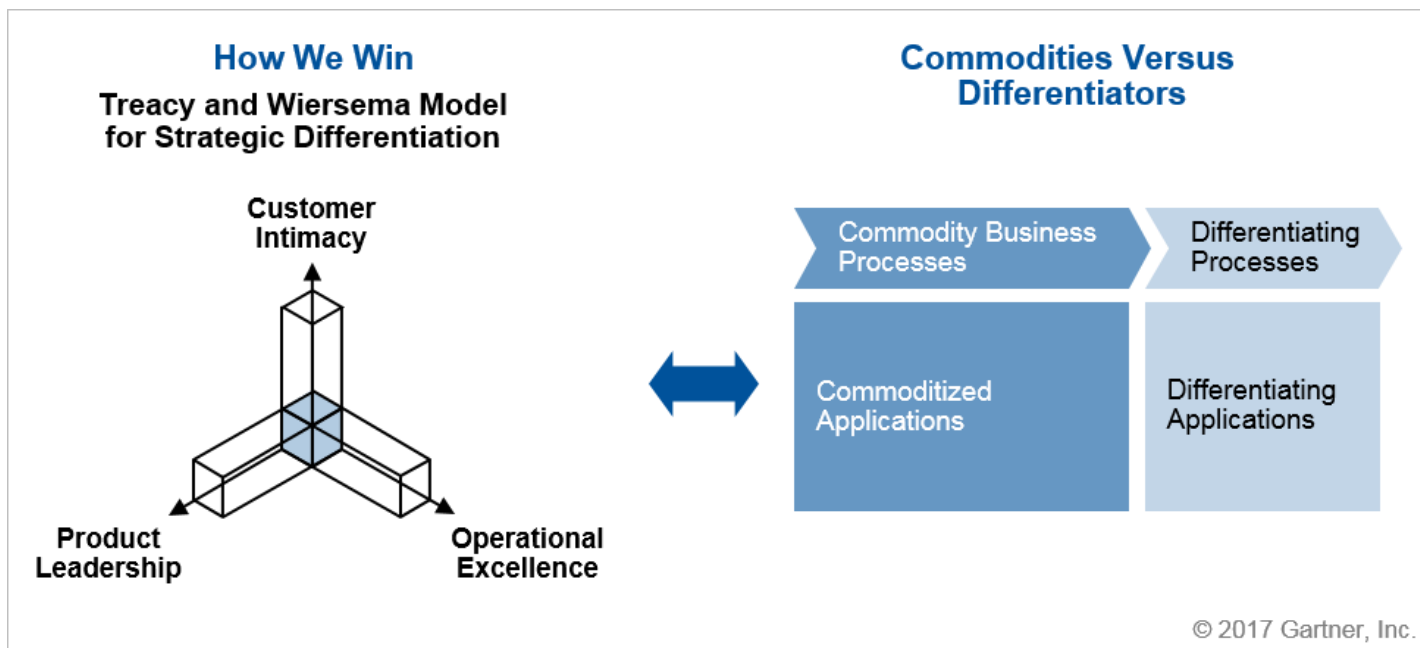 How We Win
Treacy and Wiersema Model
for Strategic Differentiation
Customer
Intimacy
Product
Leadership
Operational
Excellence
Commodities Versus
Differentiators
Commodity Business
Processes
Differentiating
Processes
Commoditized
Applications
Differentiating
Applications
© 2017 Gartner, Inc.